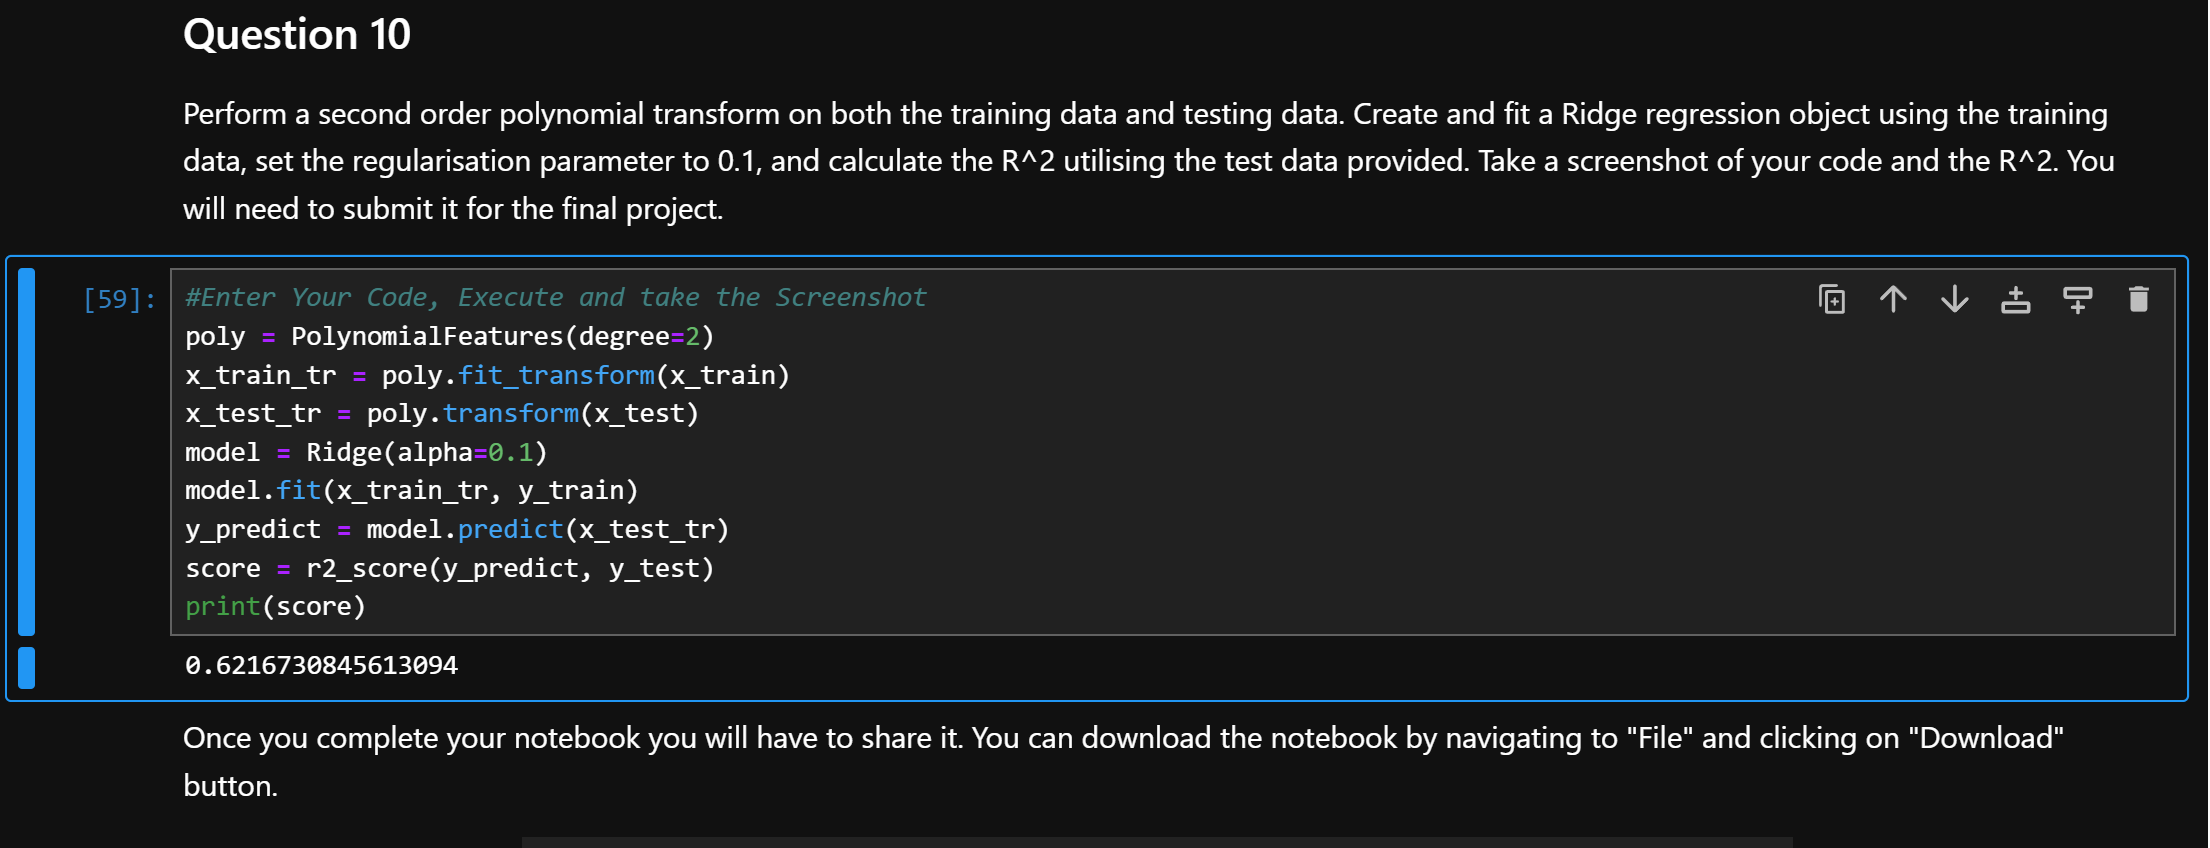 Question 10
Perform a second order polynomial transform on both the training data and testing data. Create and fit a Ridge regression object using the training
data, set the regularisation parameter to 0.1, and calculate the R^2 utilising the test data provided. Take a screenshot of your code and the R^2. You
will need to submit it for the final project.
[59]:
#Enter Your Code, Execute and take the Screenshot
poly = PolynomialFeatures(degree=2)
x_train_tr = poly.fit_transform(x_train)
x_test_tr = poly.transform(x_test)
model = Ridge(alpha=0.1)
model.fit(x_train_tr, y_train)
y_predict = model.predict(x_test_tr)
score = r2_score(y_predict, y_test)
print(score)
0.6216730845613094
Once you complete your notebook you will have to share it. You can download the notebook by navigating to "File" and clicking on "Download"
button.